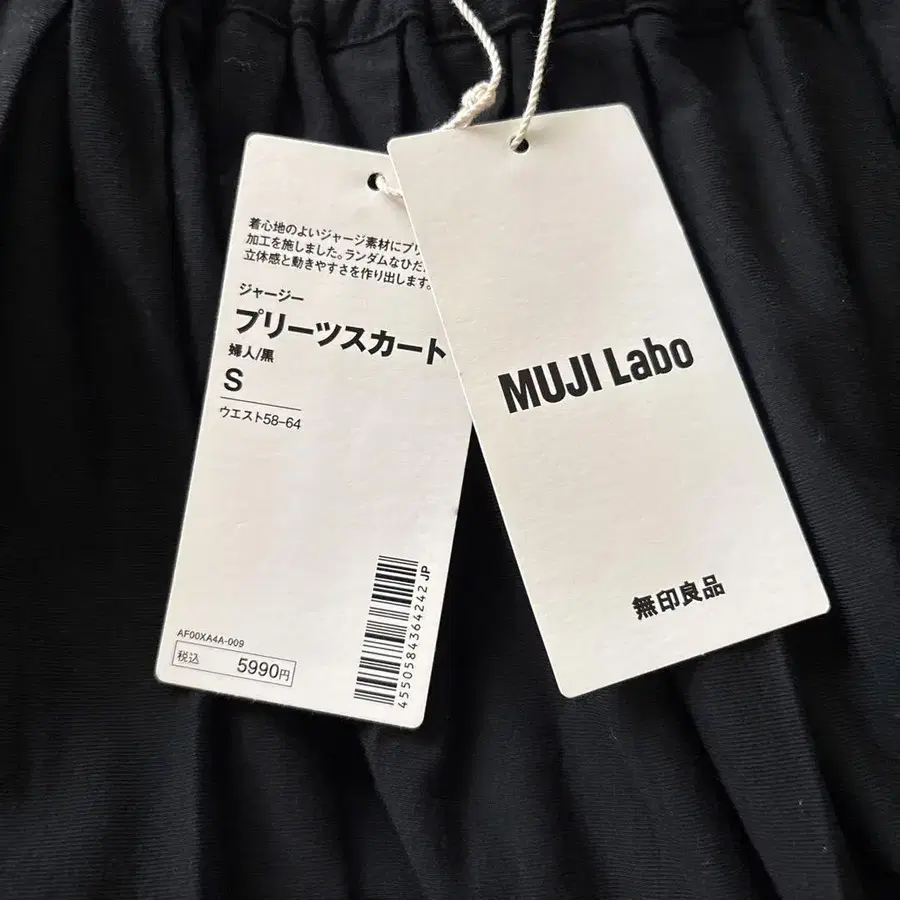 着心地のよいジャージ素材にプリ
加工を施しました。ランダムなひだ
立体感と動きやすさを作り出します。
ジャージー
プリーツスカート
婦人/黒
S
ウエスト58-64
4550584364242 JP
AF00XA4A-009
税込 5990円
MUJI Labo
無印良品